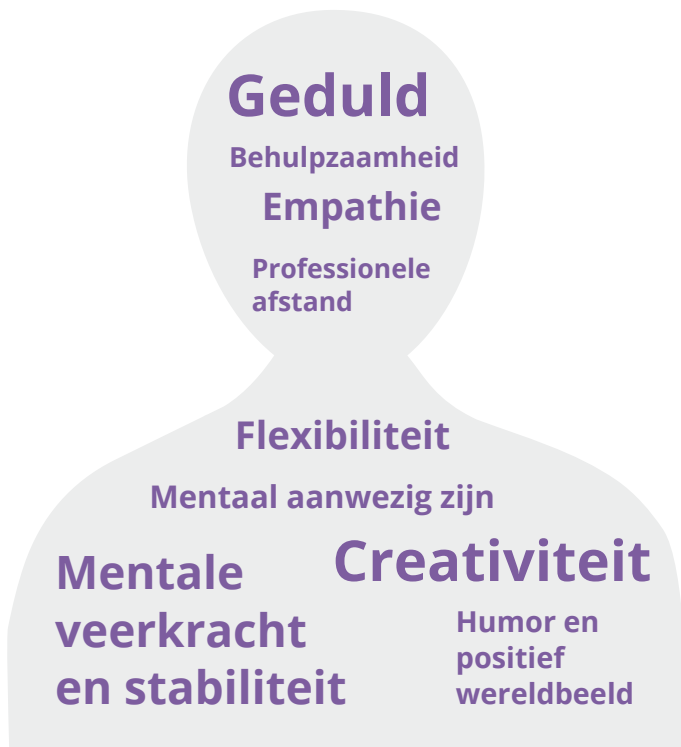 Geduld
Behulpzaamheid
Empathie
Professionele
afstand
Flexibiliteit
Mentaal aanwezig zijn
Mentale
veerkracht
en stabiliteit
Creativiteit
Humor en
positief
wereldbeeld